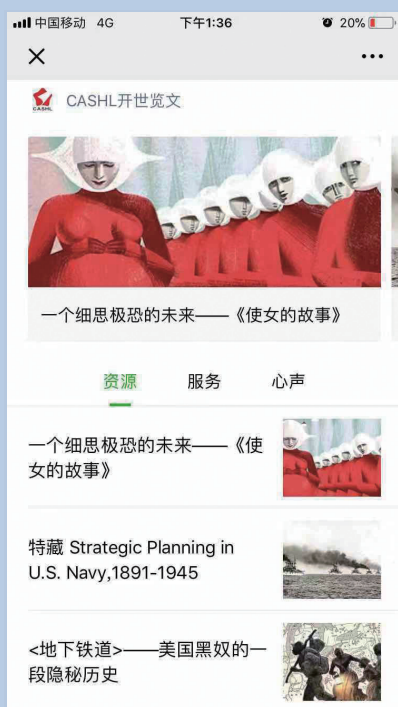 中国移动 4G 下午1:36 20%
CASHL
CASHL开世览文
一个细思极恐的未来——《使女的故事》
资源 服务 心声
一个细思极恐的未来——《使
女的故事》
特藏 Strategic Planning in
U.S. Navy,1891-1945
<地下铁道>——美国黑奴的一
段隐秘历史